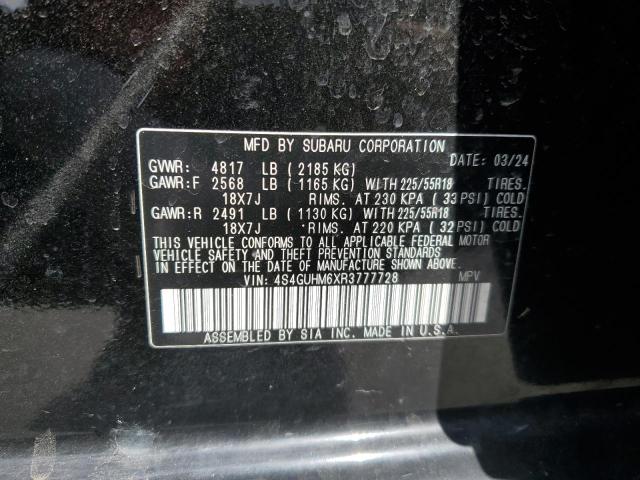 MFD BY SUBARU CORPORATION
GVWR: 4817 LB ( 2185 KG) DATE: 03/24
GAWR:F 2568 LB ( 1165 KG) WITH 225/55R18 TIRES.
18X7J RIMS. AT 230 KPA ( 33 PSI) COLD
GAWR:R 2491 LB ( 1130 KG) WITH 225/55R18 TIRES.
18X7J RIMS. AT 220 KPA ( 32 PSI) COLD
THIS VEHICLE CONFORMS TO ALL APPLICABLE FEDERAL MOTOR
VEHICLE SAFETY AND THEFT PREVENTION STANDARDS
IN EFFECT ON THE DATE OF MANUFACTURE SHOWN ABOVE.
VIN: 4S4GUHM6XR3777728 MPV
ASSEMBLED BY SIA INC. MADE IN U.S.A.